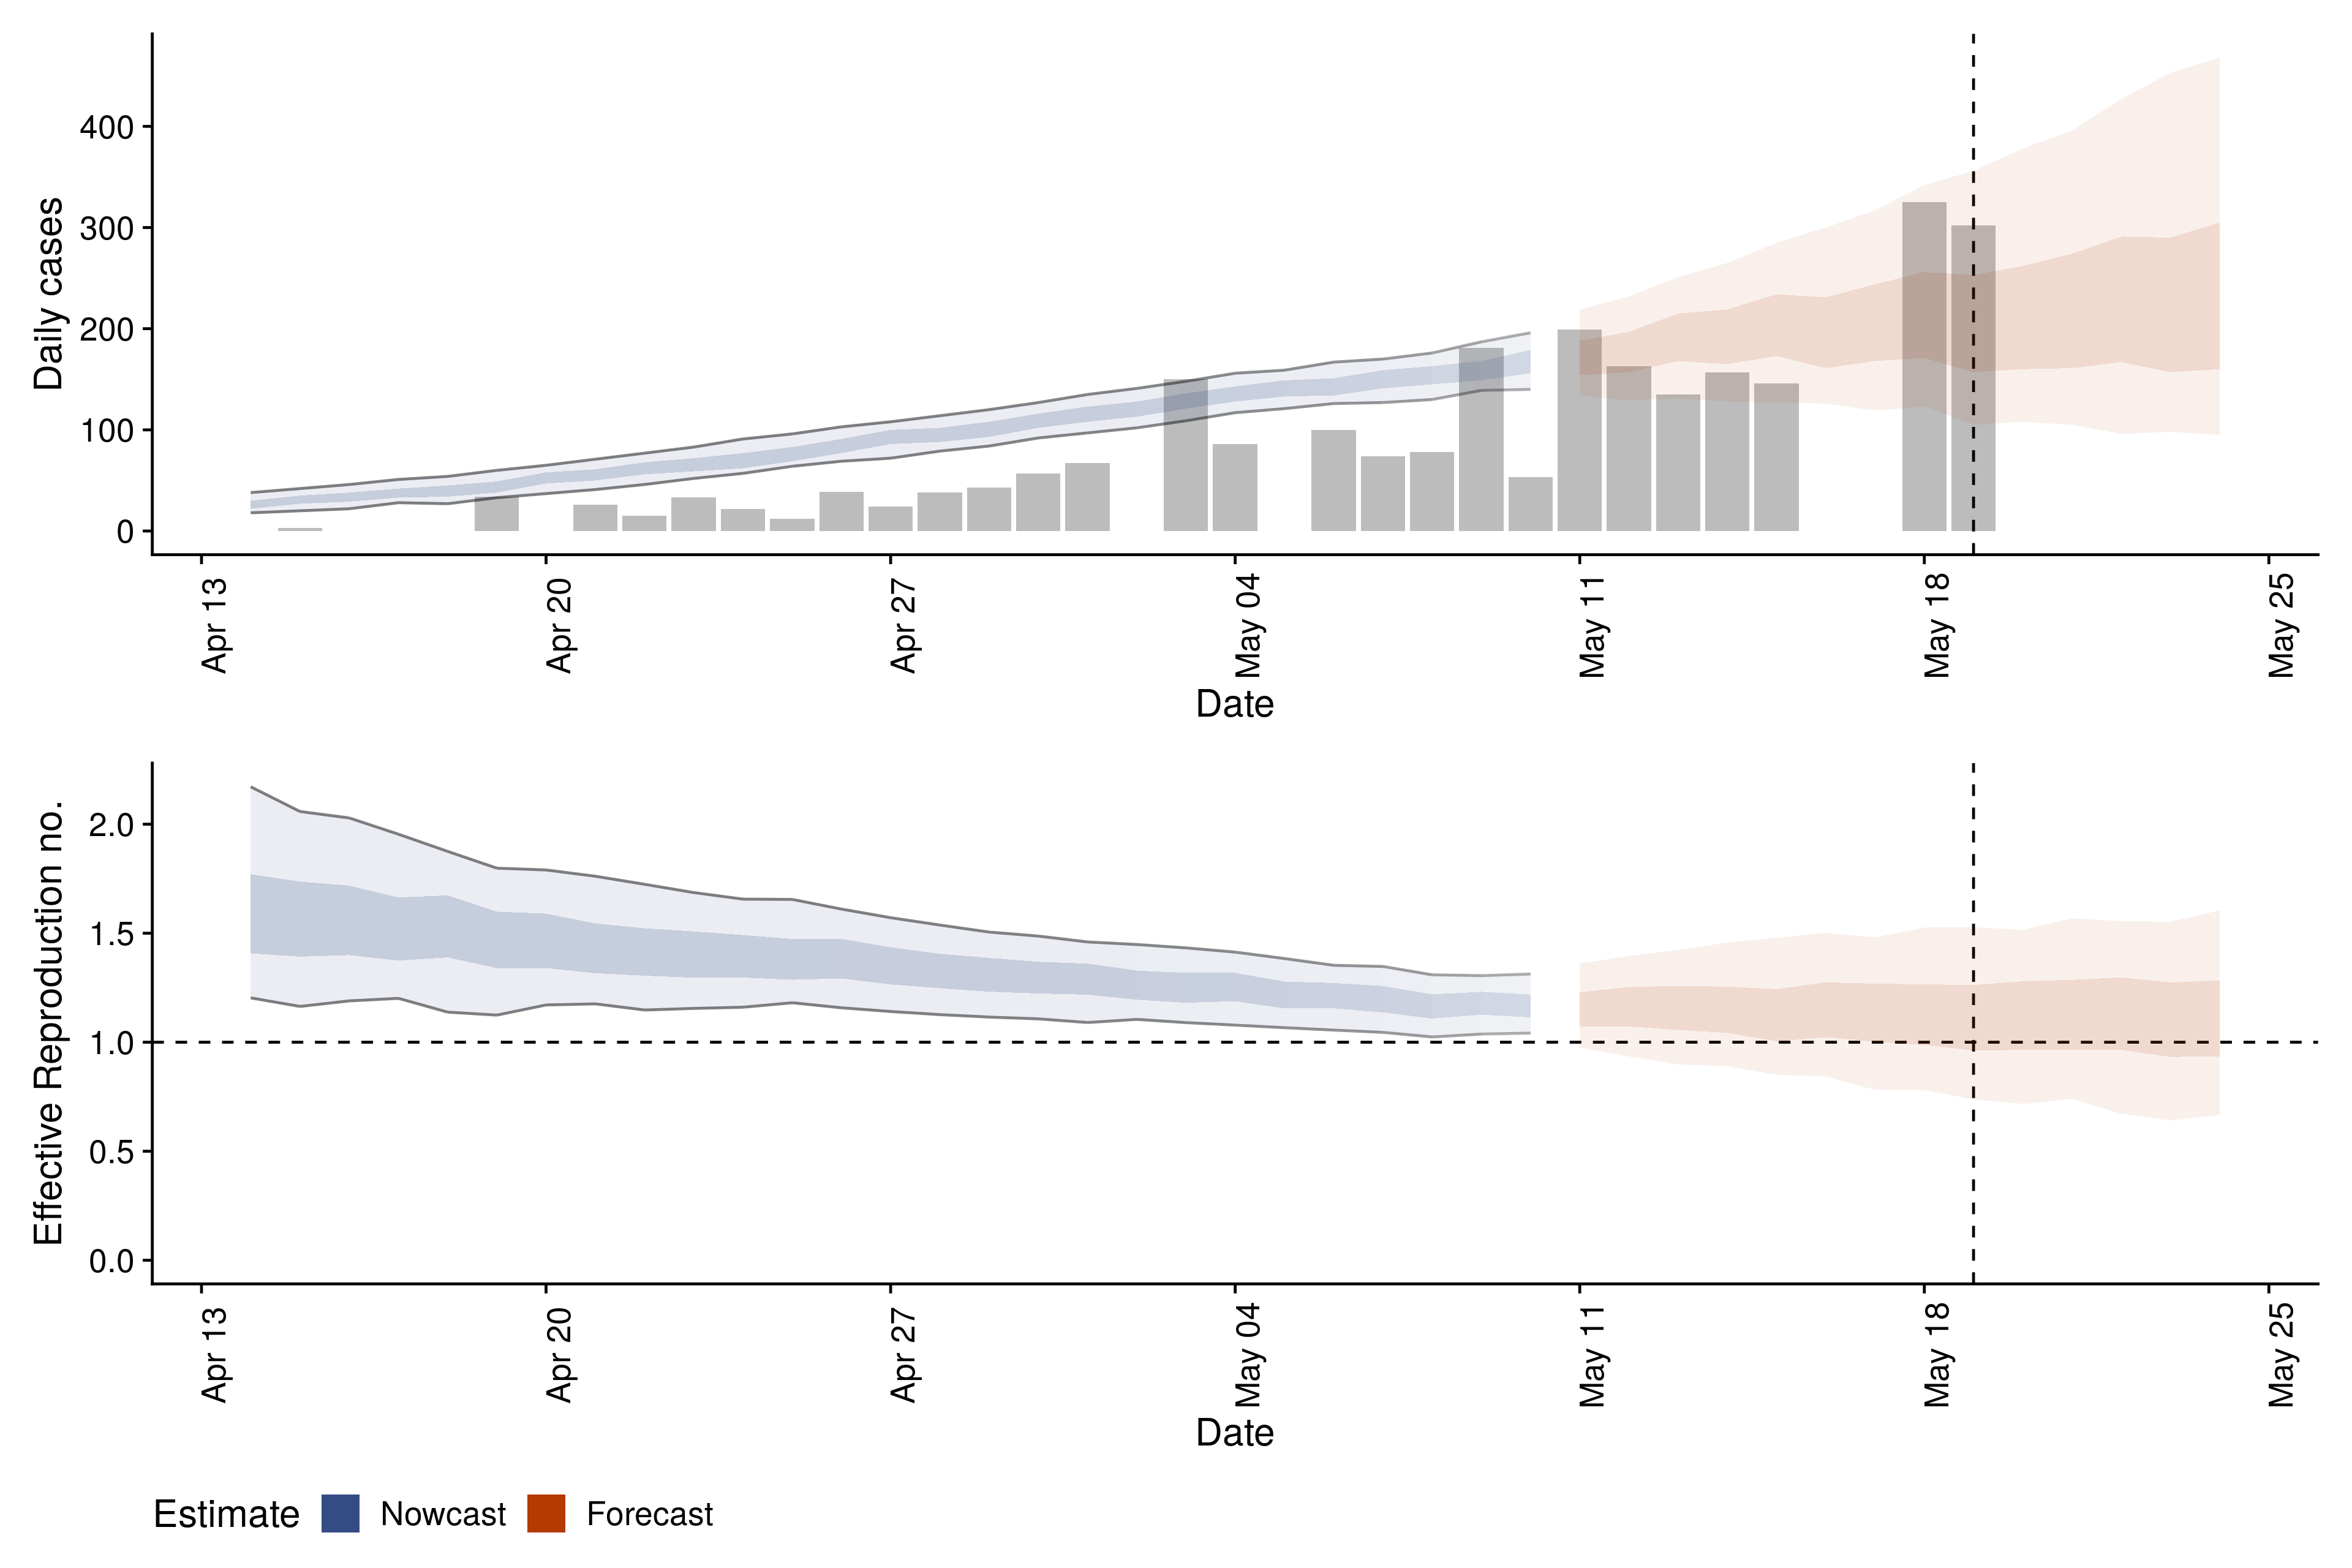 Daily cases
400
300
200
100
0
Apr 13
Apr 20
Apr 27
May 04
May 11
May 18
May 25
Date
Effective Reproduction no.
2.0
1.5
1.0
0.5
0.0
Apr 13
Apr 20
Apr 27
May 04
May 11
May 18
May 25
Date
Estimate Nowcast Forecast